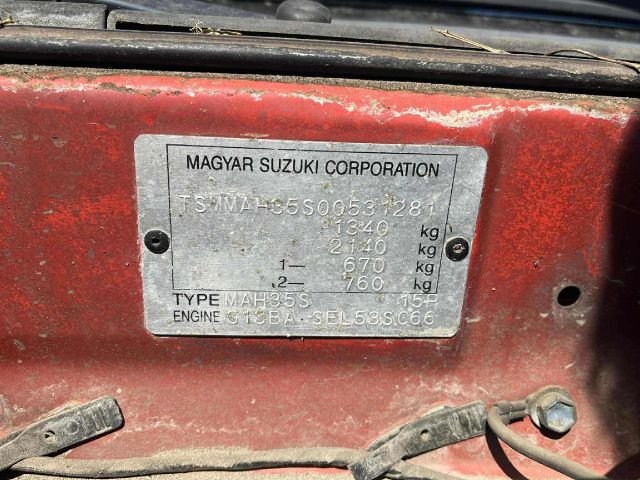 MAGYAR SUZUKI CORPORATION
TSMMAH35S00531281
1340 kg
2140 kg
1— 670 kg
2— 760 kg
TYPE MAH35S 15P
ENGINE G13BA